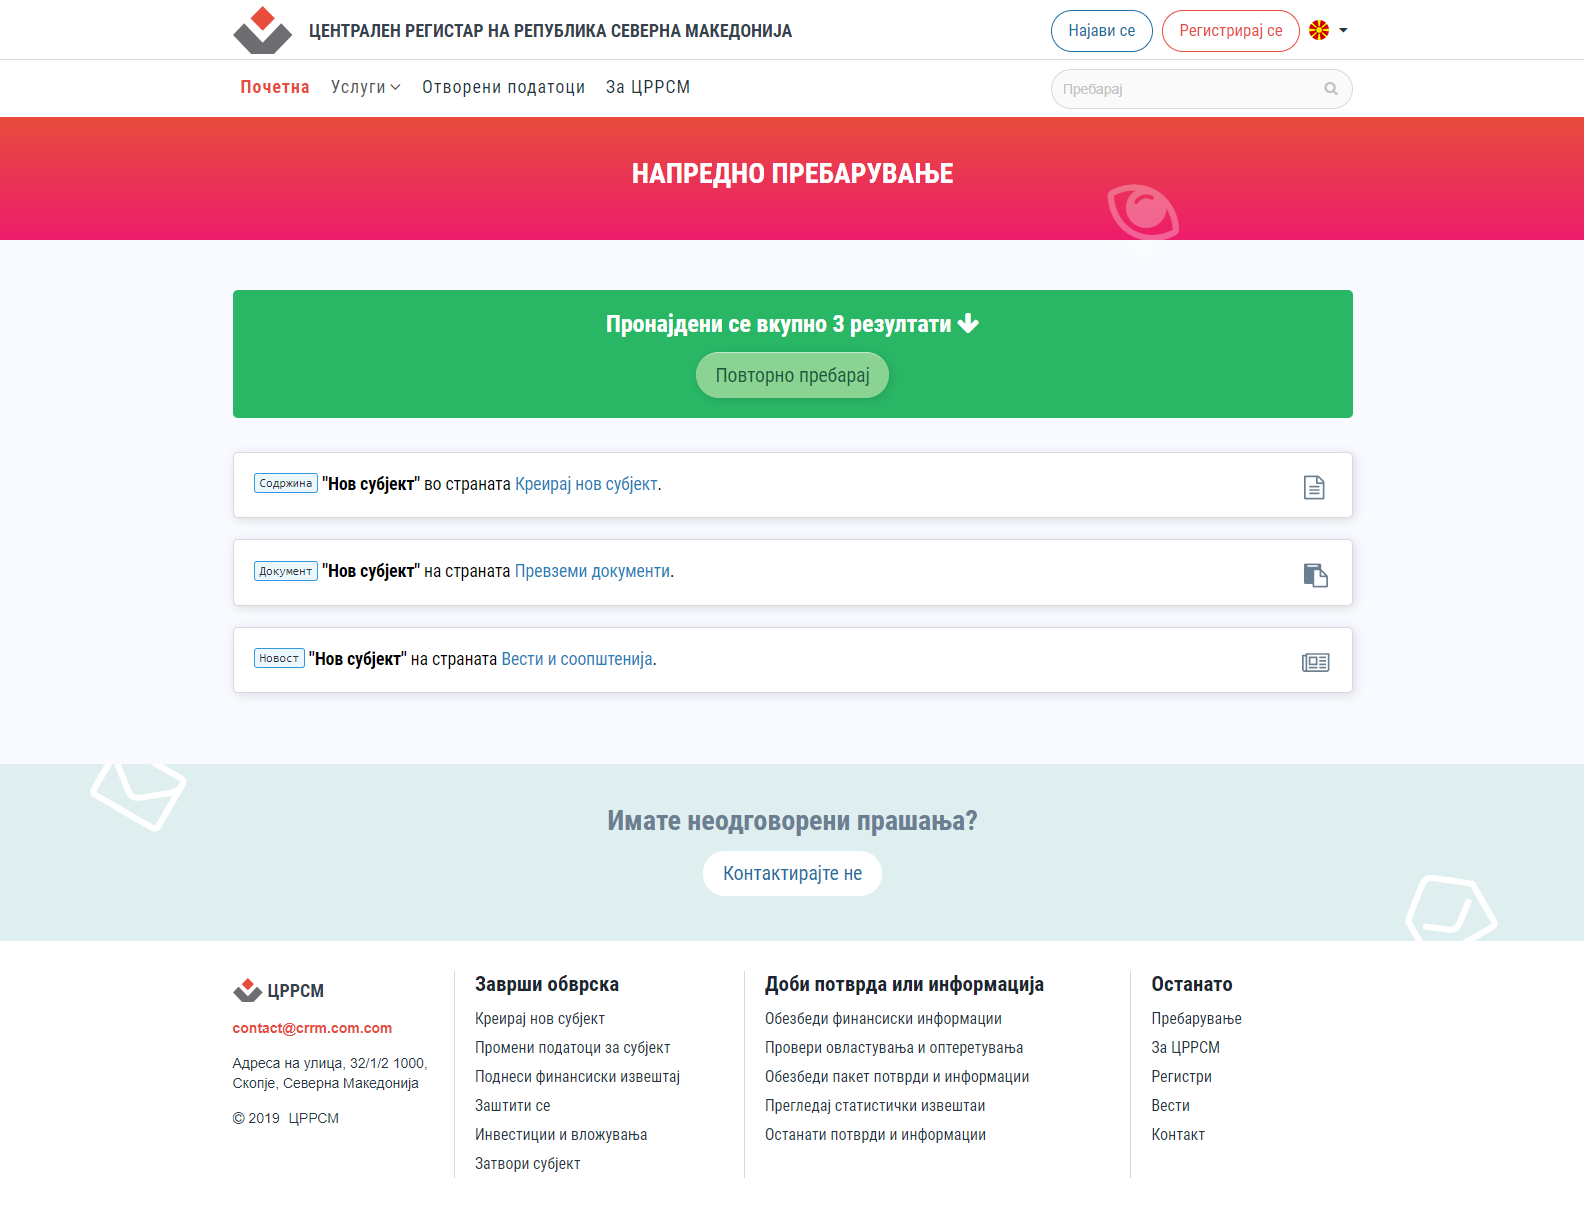 ЦЕНТРАЛЕН РЕГИСТАР НА РЕПУБЛИКА СЕВЕРНА МАКЕДОНИЈА
Најави се
Регистрирај се
Почетна
Услуги
Отворени податоци
За ЦРРСМ
Пребарај
НАПРЕДНО ПРЕБАРУВАЊЕ
Пронајдени се вкупно 3 резултати
Повторно пребарај
Содржина "Нов субјект" во страната Креирај нов субјект.
Документ "Нов субјект" на страната Превземи документи.
Новост "Нов субјект" на страната Вести и соопштенија.
Имате неодговорени прашања?
Контактирајте не
ЦРРСМ
contact@crrm.com.com
Адреса на улица, 32/1/2 1000,
Скопје, Северна Македонија
© 2019 ЦРРСМ
Заврши обврска
Креирај нов субјект
Промени податоци за субјект
Поднеси финансиски извештај
Заштити се
Инвестиции и вложувања
Затвори субјект
Доби потврда или информација
Обезбеди финансиски информации
Провери овластувања и оптеретувања
Обезбеди пакет потврди и информации
Прегледај статистички извештаи
Останати потврди и информации
Останато
Пребарување
За ЦРРСМ
Регистри
Вести
Контакт